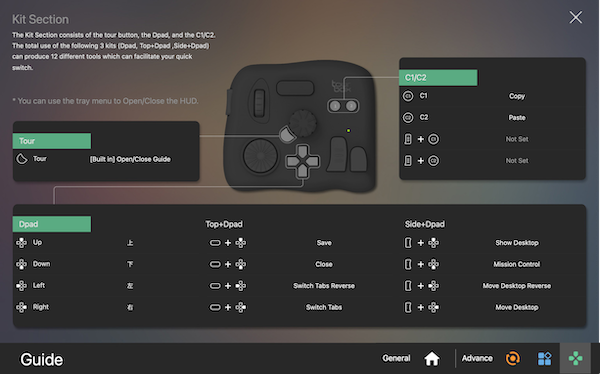 Kit Section
The Kit Section consists of the tour button, the Dpad, and the C1/C2.
The total use of the following 3 kits (Dpad, Top+Dpad ,Side+Dpad)
can produce 12 different tools which can facilitate your quick
switch.
* You can use the tray menu to Open/Close the HUD.
Tour
Tour [Built in] Open/Close Guide
C1/C2
C1 C1 Copy
C2 C2 Paste
+ C1 Not Set
+ C2 Not Set
Dpad Top+Dpad Side+Dpad
Up 上 + Save + Show Desktop
Down 下 + Close + Mission Control
Left 左 + Switch Tabs Reverse + Move Desktop Reverse
Right 右 + Switch Tabs + Move Desktop
Guide General Advance